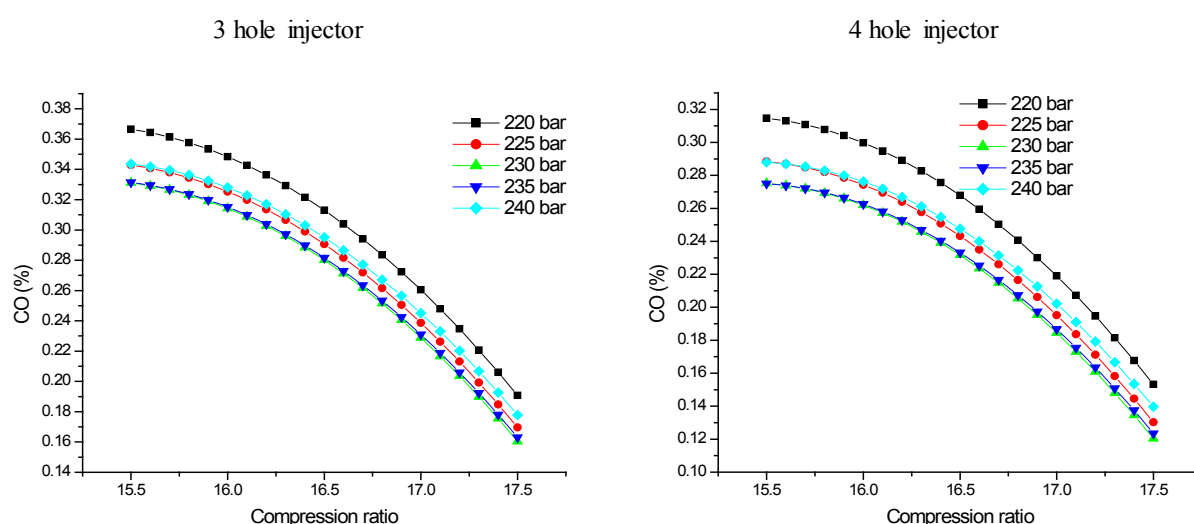 3 hole injector
4 hole injector
0.38
0.36
0.34
0.32
0.30
0.28
0.26
0.24
0.22
0.20
0.18
0.16
0.14
CO (%)
15.5 16.0 16.5 17.0 17.5
Compression ratio
220 bar
225 bar
230 bar
235 bar
240 bar
0.32
0.30
0.28
0.26
0.24
0.22
0.20
0.18
0.16
0.14
0.12
0.10
CO (%)
15.5 16.0 16.5 17.0 17.5
Compression ratio
220 bar
225 bar
230 bar
235 bar
240 bar